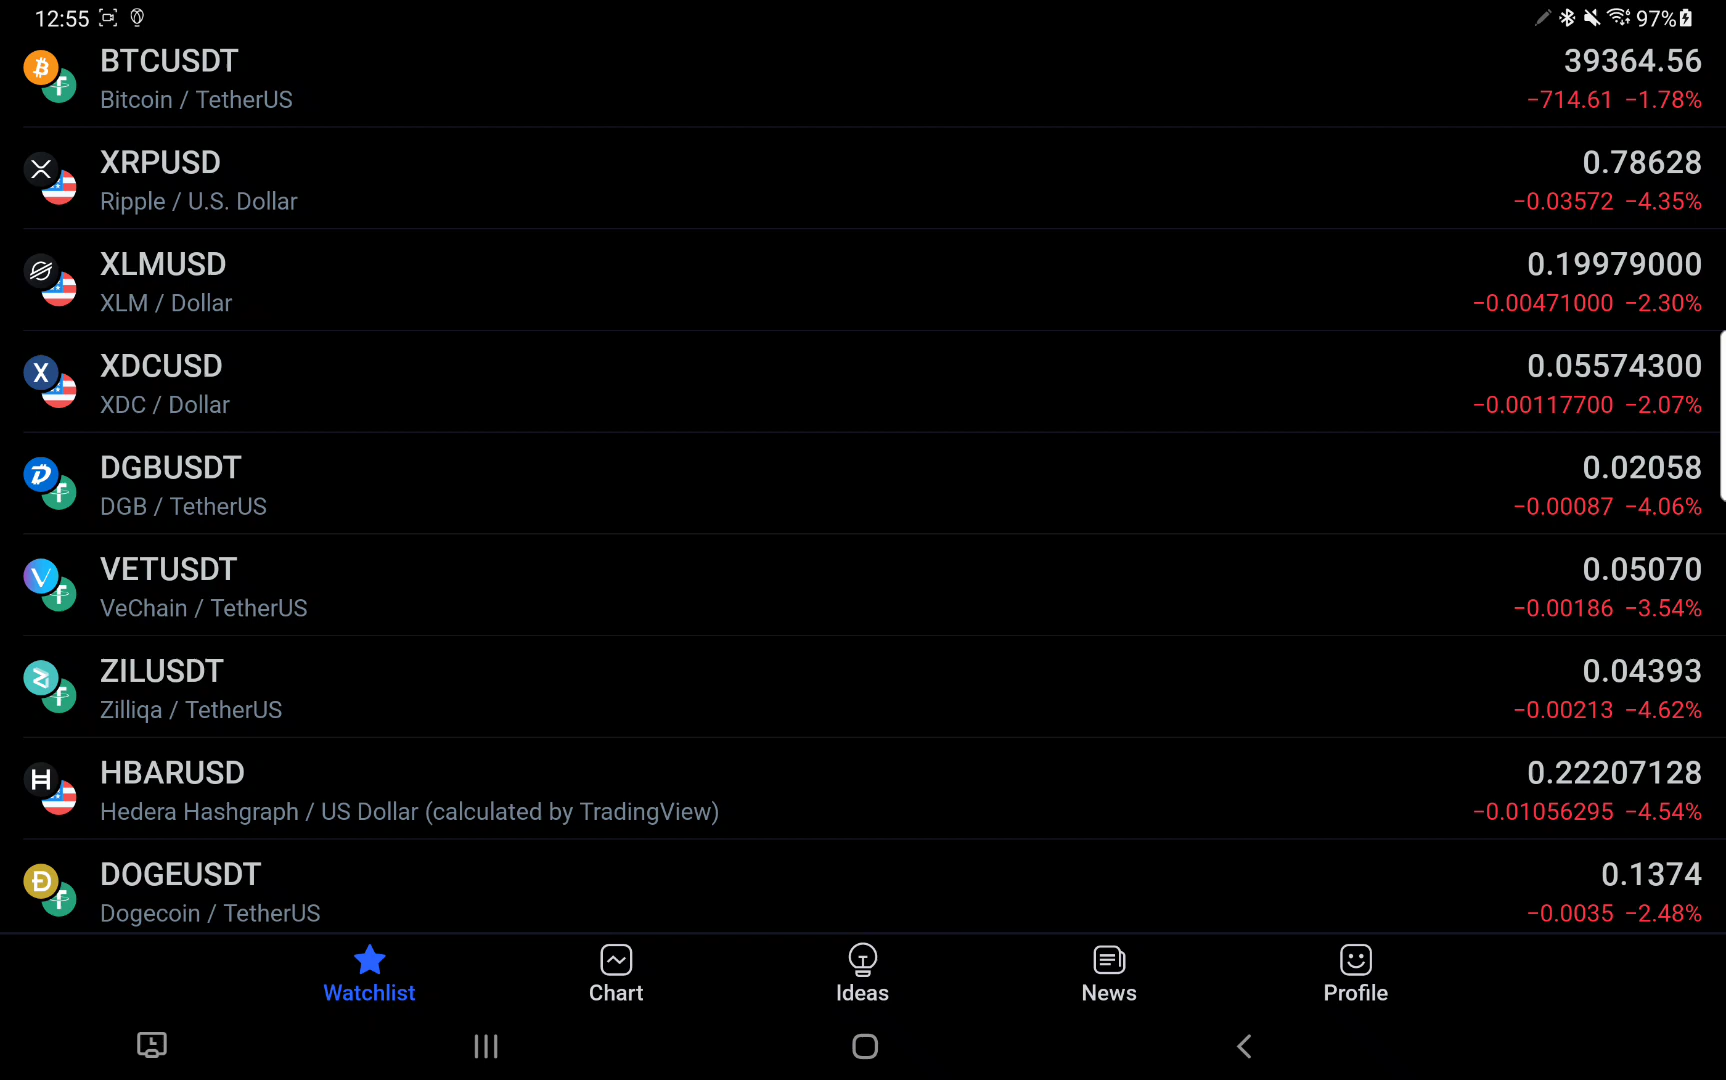 12:55 97%
BTCUSDT 39364.56
Bitcoin / TetherUS −714.61 −1.78%
XRPUSD 0.78628
Ripple / U.S. Dollar −0.03572 −4.35%
XLMUSD 0.19979000
XLM / Dollar −0.00471000 −2.30%
XDCUSD 0.05574300
XDC / Dollar −0.00117700 −2.07%
DGBUSDT 0.02058
DGB / TetherUS −0.00087 −4.06%
VETUSDT 0.05070
VeChain / TetherUS −0.00186 −3.54%
ZILUSDT 0.04393
Zilliqa / TetherUS −0.00213 −4.62%
HBARUSD 0.22207128
Hedera Hashgraph / US Dollar (calculated by TradingView) −0.01056295 −4.54%
DOGEUSDT 0.1374
Dogecoin / TetherUS −0.0035 −2.48%
Watchlist Chart Ideas News Profile